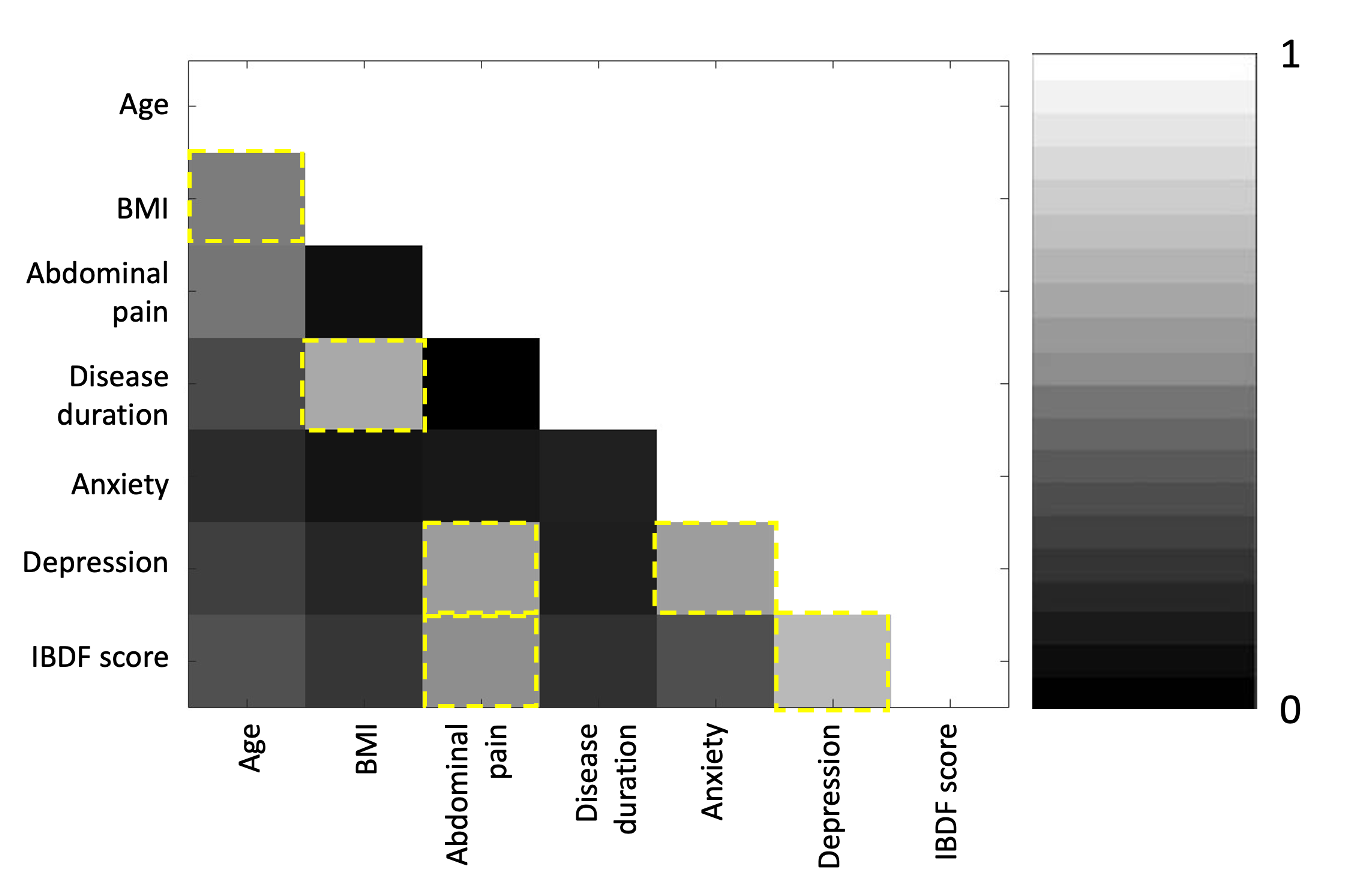 1
Age
BMI
Abdominal
pain
Disease
duration
Anxiety
Depression
IBDF score
0
Age
BMI
Abdominal
pain
Disease
duration
Anxiety
Depression
IBDF score